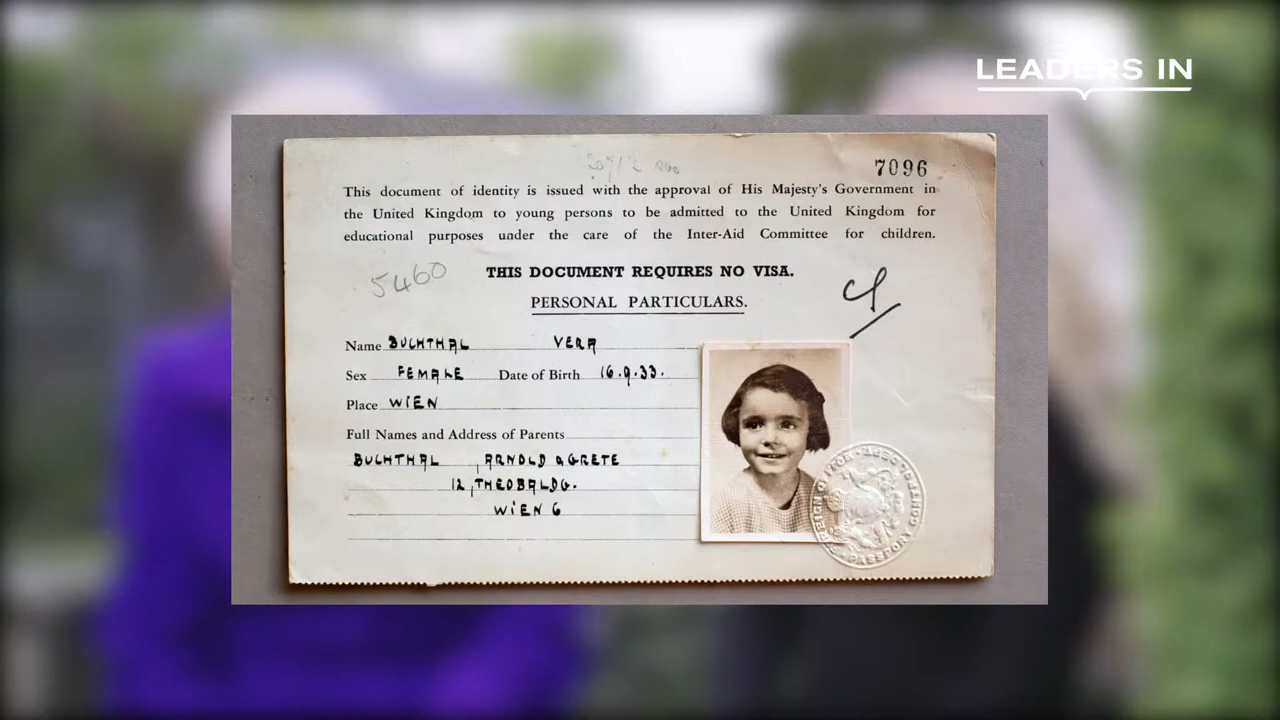 LEADERS IN
7096
This document of identity is issued with the approval of His Majesty's Government in
the United Kingdom to young persons to be admitted to the United Kingdom for
educational purposes under the care of the Inter-Aid Committee for children.
5460
THIS DOCUMENT REQUIRES NO VISA.
PERSONAL PARTICULARS.
Name BUCHTHAL VERA
Sex FEMALE Date of Birth 16.9.33.
Place WIEN
Full Names and Address of Parents
BUCHTHAL , ARNOLD & GRETE
12, THEOBALDG.
WIEN 6
PASSPORT